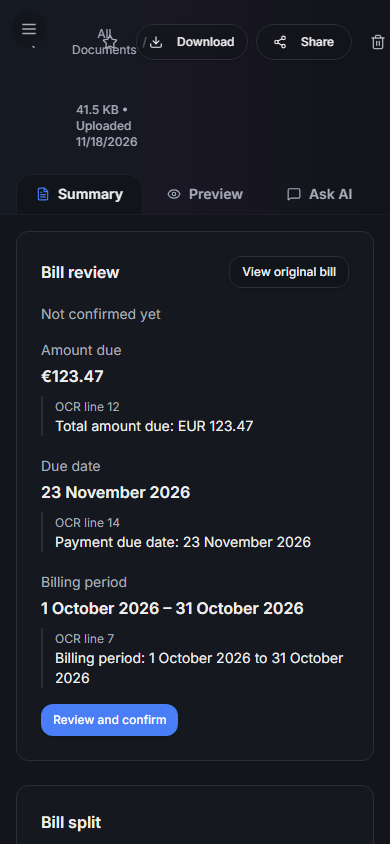 All
Documents /
Download
Share
41.5 KB •
Uploaded
11/18/2026
Summary
Preview
Ask AI
Bill review
View original bill
Not confirmed yet
Amount due
€123.47
OCR line 12
Total amount due: EUR 123.47
Due date
23 November 2026
OCR line 14
Payment due date: 23 November 2026
Billing period
1 October 2026 – 31 October 2026
OCR line 7
Billing period: 1 October 2026 to 31 October
2026
Review and confirm
Bill split